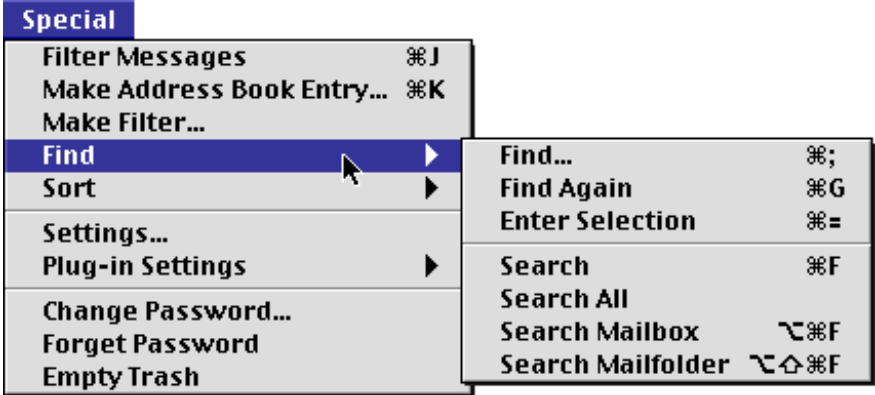 Special
Filter Messages ⌘J
Make Address Book Entry... ⌘K
Make Filter...
Find
Sort
Settings...
Plug-in Settings
Change Password...
Forget Password
Empty Trash
Find... ⌘;
Find Again ⌘G
Enter Selection ⌘=
Search ⌘F
Search All
Search Mailbox ⌥⌘F
Search Mailfolder ⌥⇧⌘F